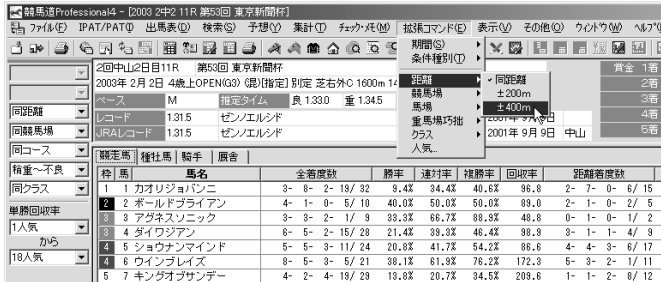 競馬道Professional4 - [2003 2中2 11R 第53回 東京新聞杯]
ファイル(F) IPAT/PAT(I) 出馬表(D) 検索(S) 予想(Y) 集計(T) チェック・メモ(M) 拡張コマンド(E) 表示(V) その他(O) ウィンドウ(W) ヘルプ
期間(S)
条件種別(T)
距離
同距離
競馬場
±200m
馬場
±400m
重馬場巧拙
クラス
人気...
2回中山2日目11R 第53回 東京新聞杯
賞金 1着
2着
3着
4着
5着
2003年 2月 2日 4歳上OPEN(G3) (混)[指定] 別定 芝右外C 1600m 14
ペース M 推定タイム 良 1.33.0 重 1.34.5
レコード 1.31.5 ゼンノエルシド
JRAレコード 1.31.5 ゼンノエルシド
2001年 9月 9日 中山
同距離
同競馬場
同コース
稍重～不良
同クラス
単勝回収率
1人気
から
18人気
競走馬 種牡馬 騎手 厩舎
枠 馬 馬名 全着度数 勝率 連対率 複勝率 回収率 距離着度数
1 1 カオリジョバンニ 3- 8- 2- 19/ 32 9.4% 34.4% 40.6% 96.8 2- 7- 0- 6/ 15
2 2 ボールドブライアン 4- 1- 0- 5/ 10 40.0% 50.0% 50.0% 89.0 2- 1- 0- 2/ 5
3 3 アグネスソニック 3- 3- 2- 1/ 9 33.3% 66.7% 88.9% 48.8 0- 1- 0- 1/ 2
3 4 ダイワジアン 6- 5- 2- 15/ 28 21.4% 39.3% 46.4% 98.9 3- 1- 1- 4/ 9
4 5 ショウナンマインド 5- 5- 3- 11/ 24 20.8% 41.7% 54.2% 86.6 4- 4- 3- 6/ 17
4 6 ウインブレイズ 8- 5- 3- 5/ 21 38.1% 61.9% 76.2% 172.3 5- 3- 2- 1/ 11
5 7 キングオブサンデー 4- 2- 4- 19/ 29 13.8% 20.7% 34.5% 209.6 1- 1- 2- 8/ 12